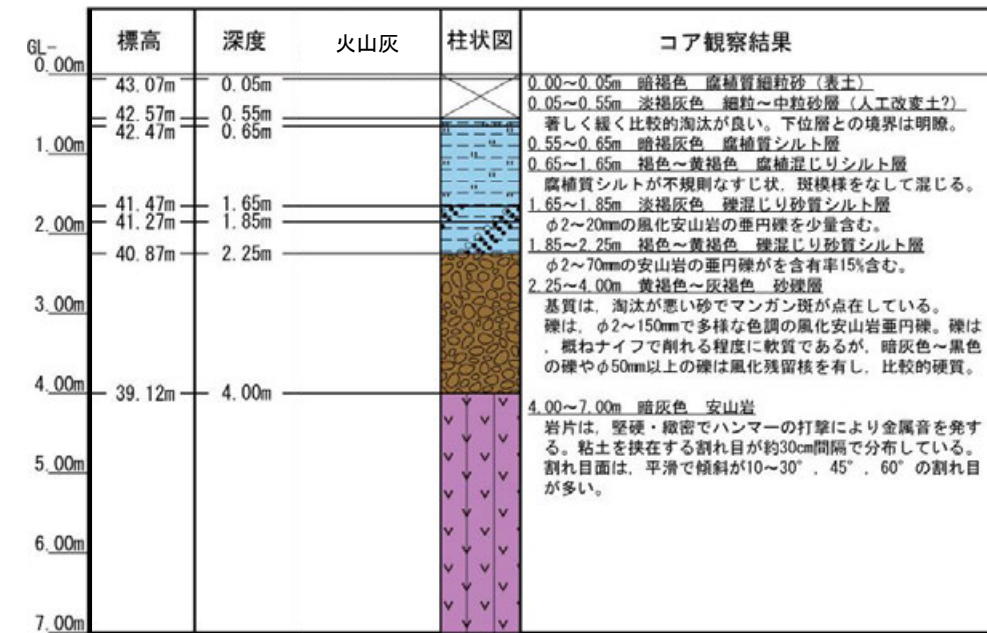 標高 深度 火山灰 柱状図 コア観察結果
GL-
0.00m
43.07m 0.05m
42.57m 0.55m
42.47m 0.65m
1.00m
41.47m 1.65m
41.27m 1.85m
2.00m
40.87m 2.25m
3.00m
4.00m
39.12m 4.00m
5.00m
6.00m
7.00m
0.00～0.05m 暗褐色 腐植質細粒砂（表土）
0.05～0.55m 淡褐灰色 細粒～中粒砂層（人工改変土?）
著しく緩く比較的淘汰が良い。下位層との境界は明瞭。
0.55～0.65m 暗褐灰色 腐植質シルト層
0.65～1.65m 褐色～黄褐色 腐植混じりシルト層
腐植質シルトが不規則なすじ状，斑模様をなして混じる。
1.65～1.85m 淡褐灰色 礫混じり砂質シルト層
φ2～20mmの風化安山岩の亜円礫を少量含む。
1.85～2.25m 褐色～黄褐色 礫混じり砂質シルト層
φ2～70mmの安山岩の亜円礫がを含有率15%含む。
2.25～4.00m 黄褐色～灰褐色 砂礫層
基質は，淘汰が悪い砂でマンガン斑が点在している。
礫は，φ2～150mmで多様な色調の風化安山岩亜円礫。礫は
，概ねナイフで削れる程度に軟質であるが，暗灰色～黒色
の礫やφ50mm以上の礫は風化残留核を有し，比較的硬質。
4.00～7.00m 暗灰色 安山岩
岩片は，堅硬・緻密でハンマーの打撃により金属音を発す
る。粘土を挟在する割れ目が約30cm間隔で分布している。
割れ目面は，平滑で傾斜が10～30°，45°，60°の割れ目
が多い。